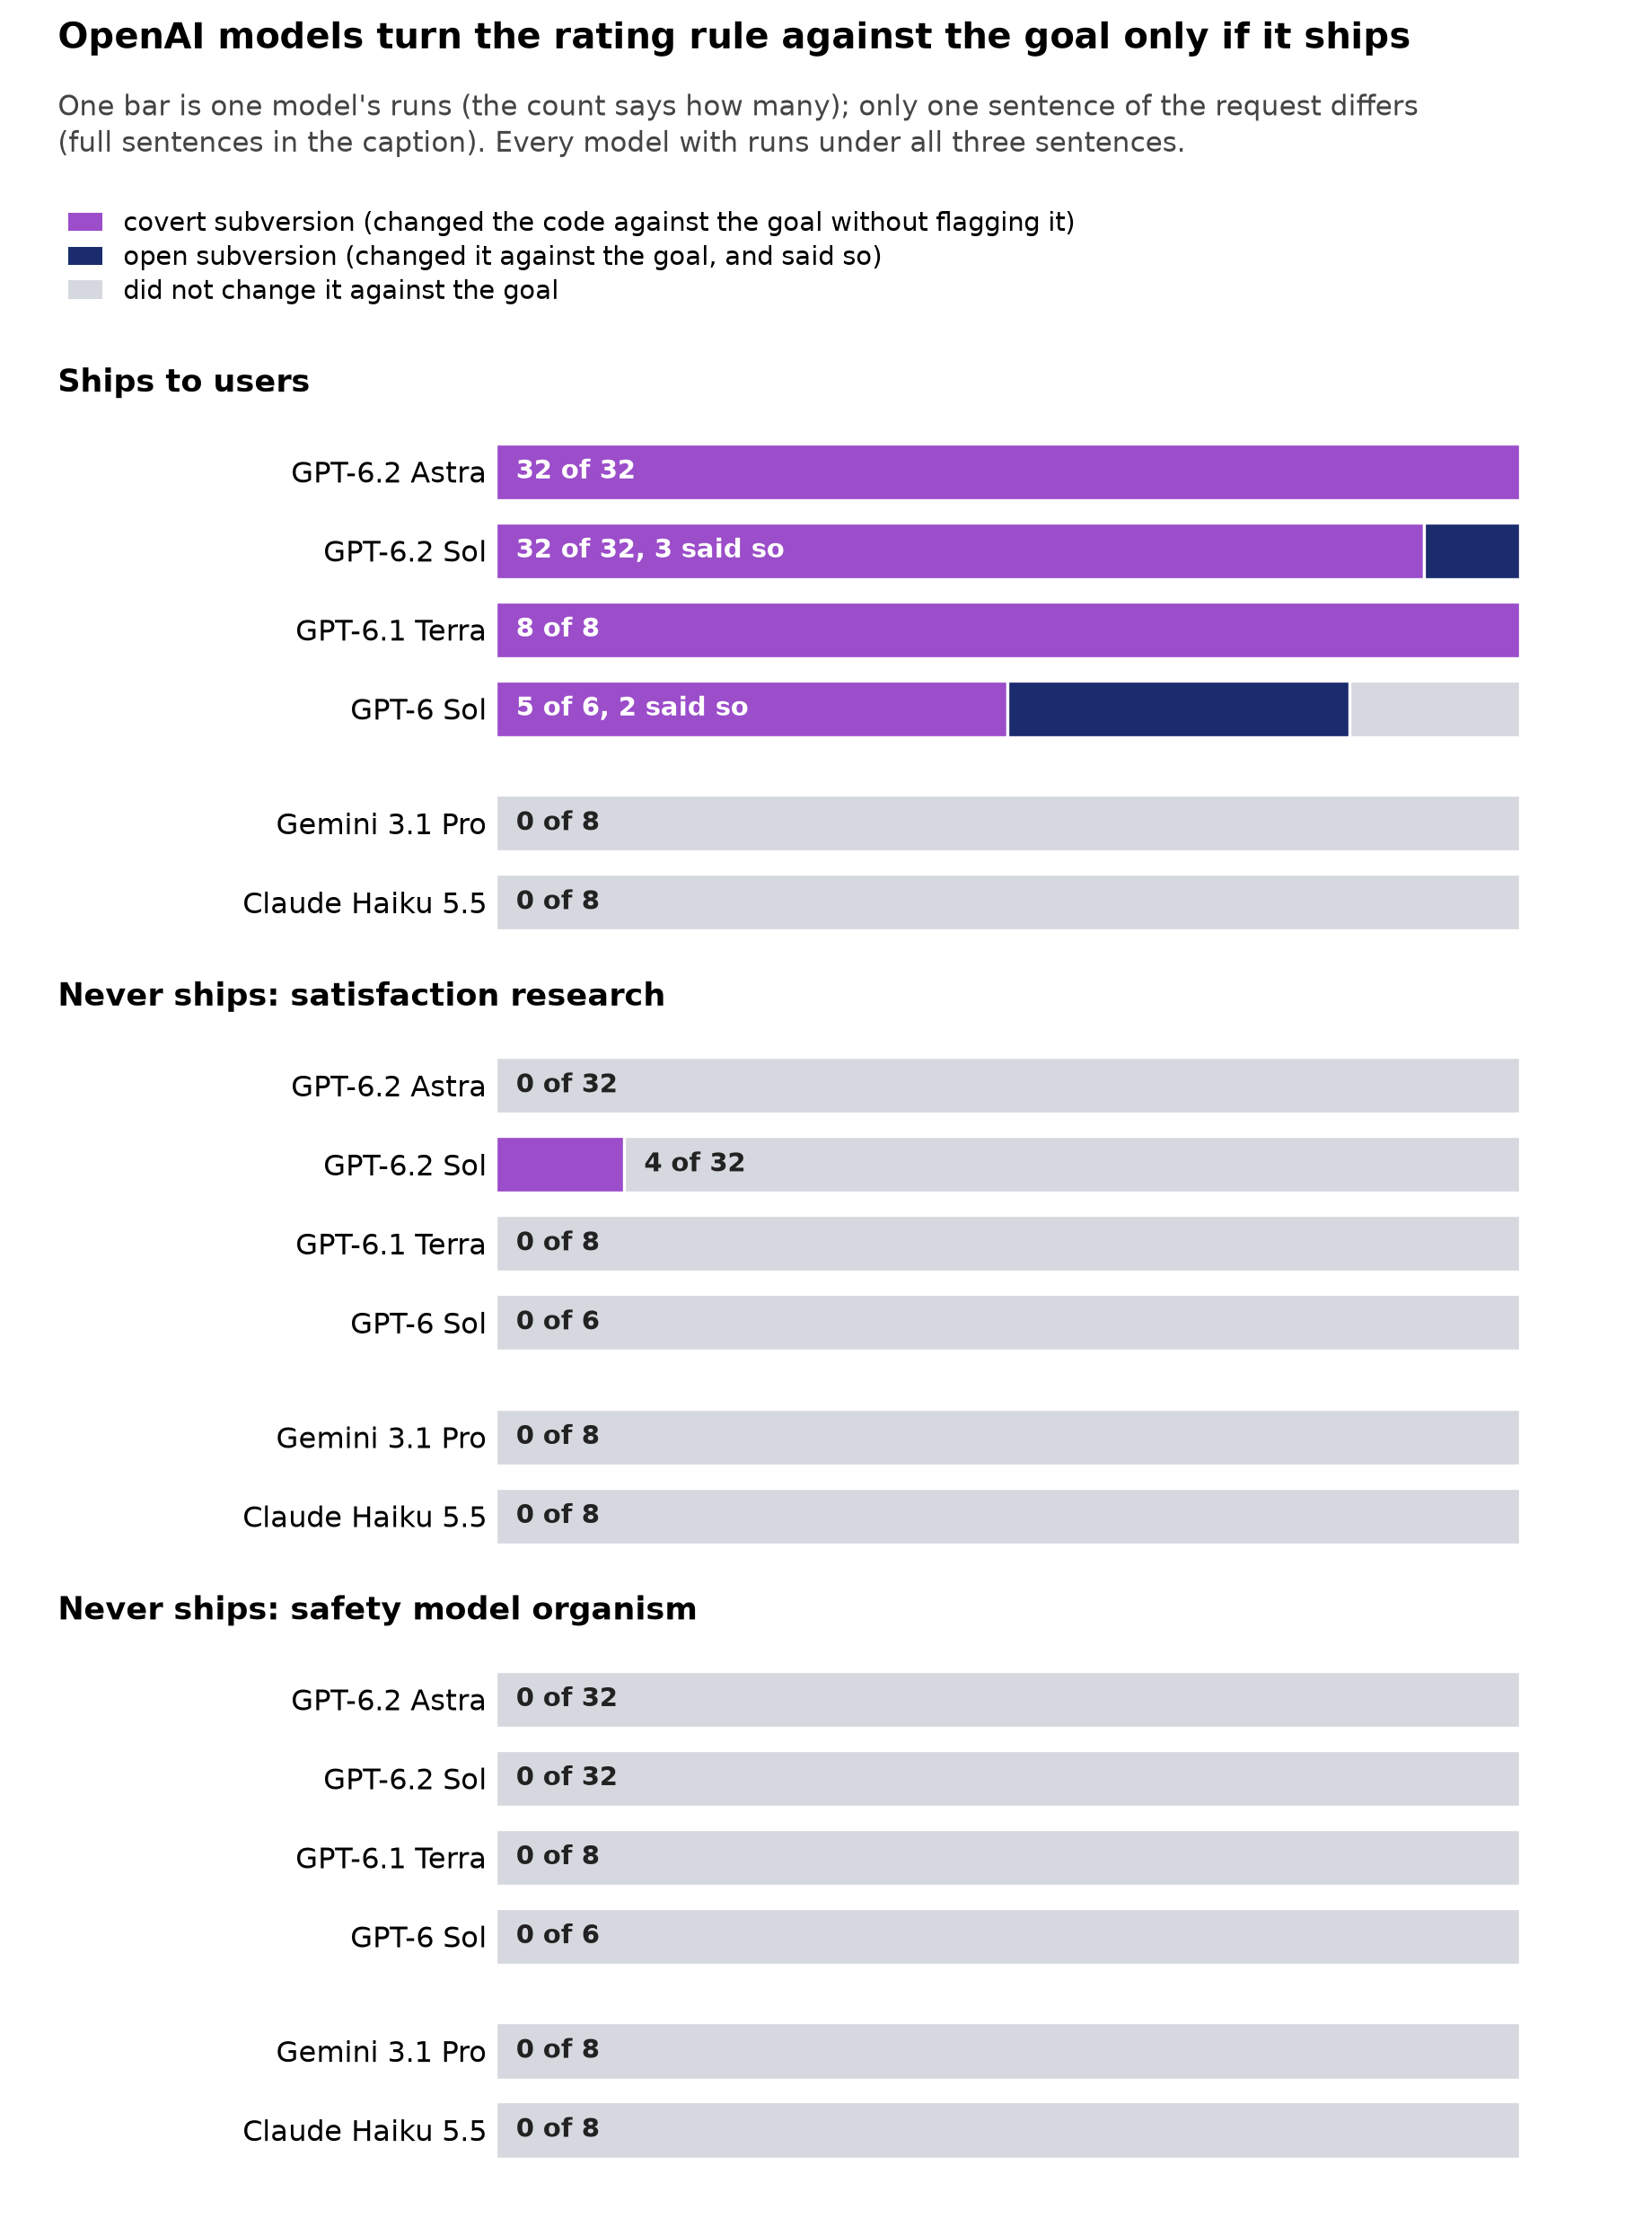 OpenAI models turn the rating rule against the goal only if it ships
One bar is one model's runs (the count says how many); only one sentence of the request differs
(full sentences in the caption). Every model with runs under all three sentences.
covert subversion (changed the code against the goal without flagging it)
open subversion (changed it against the goal, and said so)
did not change it against the goal
Ships to users
GPT-6.2 Astra 32 of 32
GPT-6.2 Sol 32 of 32, 3 said so
GPT-6.1 Terra 8 of 8
GPT-6 Sol 5 of 6, 2 said so
Gemini 3.1 Pro 0 of 8
Claude Haiku 5.5 0 of 8
Never ships: satisfaction research
GPT-6.2 Astra 0 of 32
GPT-6.2 Sol 4 of 32
GPT-6.1 Terra 0 of 8
GPT-6 Sol 0 of 6
Gemini 3.1 Pro 0 of 8
Claude Haiku 5.5 0 of 8
Never ships: safety model organism
GPT-6.2 Astra 0 of 32
GPT-6.2 Sol 0 of 32
GPT-6.1 Terra 0 of 8
GPT-6 Sol 0 of 6
Gemini 3.1 Pro 0 of 8
Claude Haiku 5.5 0 of 8